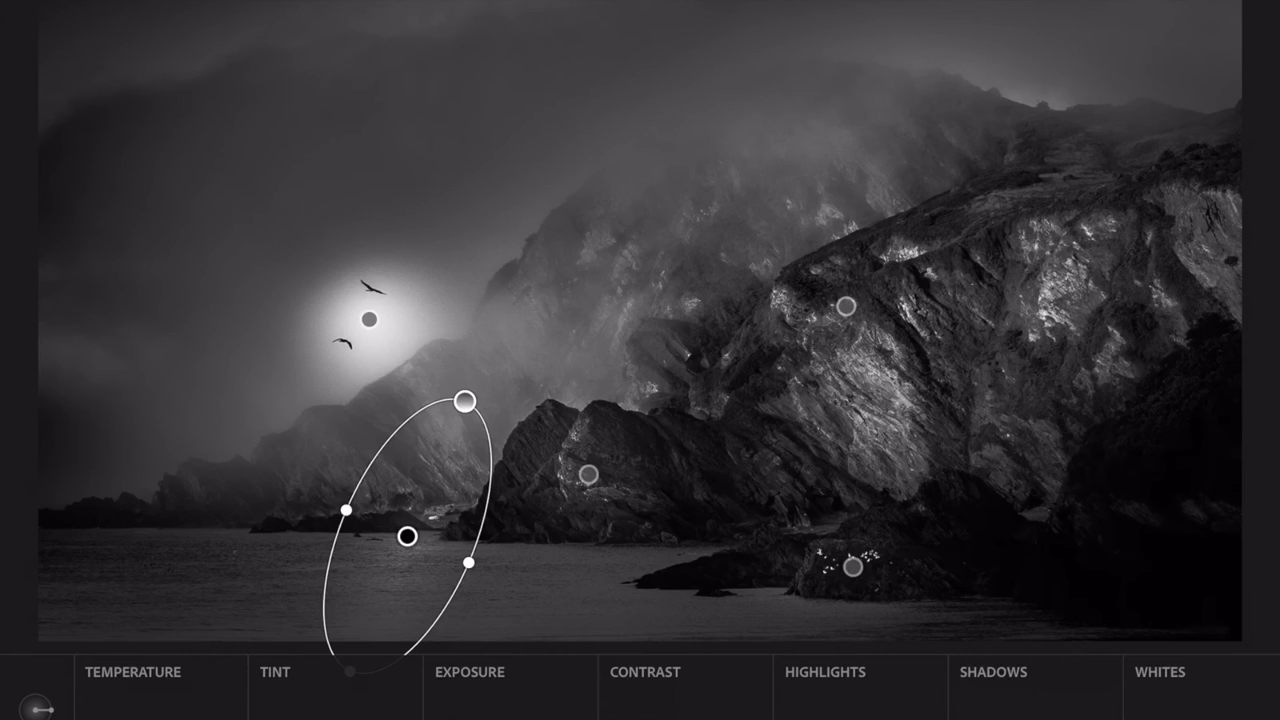 TEMPERATURE
TINT
EXPOSURE
CONTRAST
HIGHLIGHTS
SHADOWS
WHITES